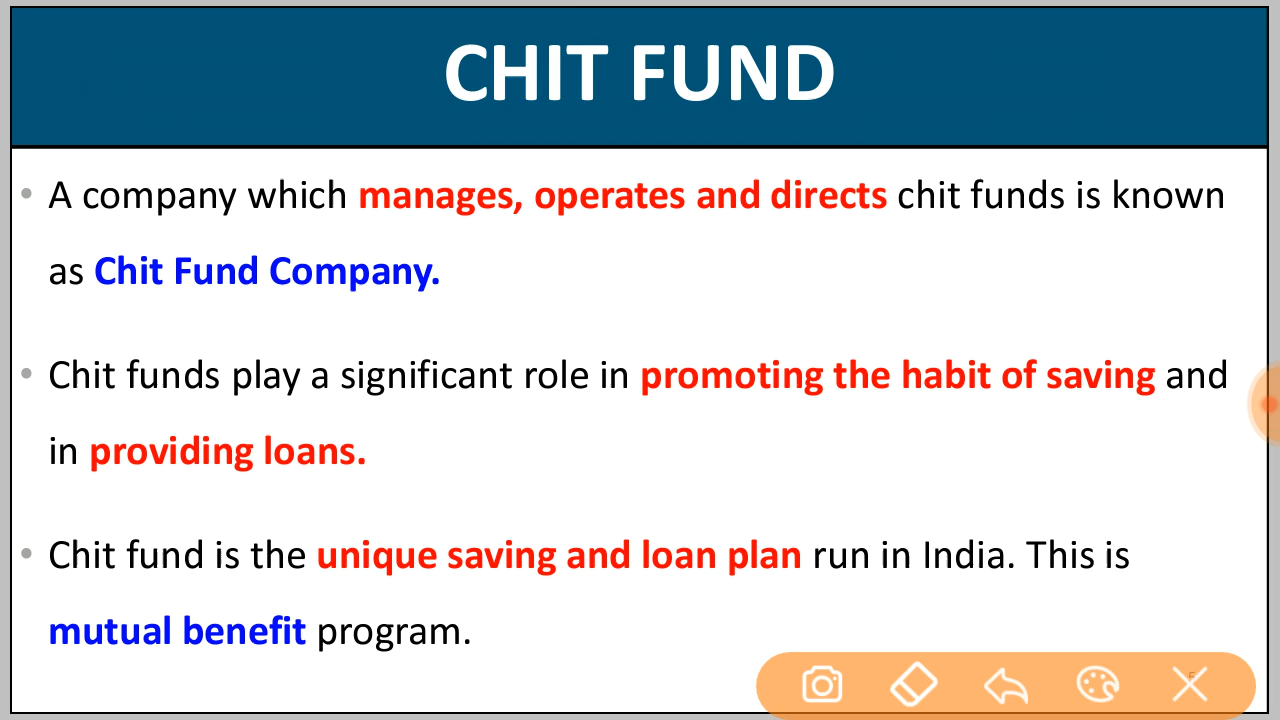 CHIT FUND
• A company which manages, operates and directs chit funds is known
as Chit Fund Company.
• Chit funds play a significant role in promoting the habit of saving and
in providing loans.
• Chit fund is the unique saving and loan plan run in India. This is
mutual benefit program.